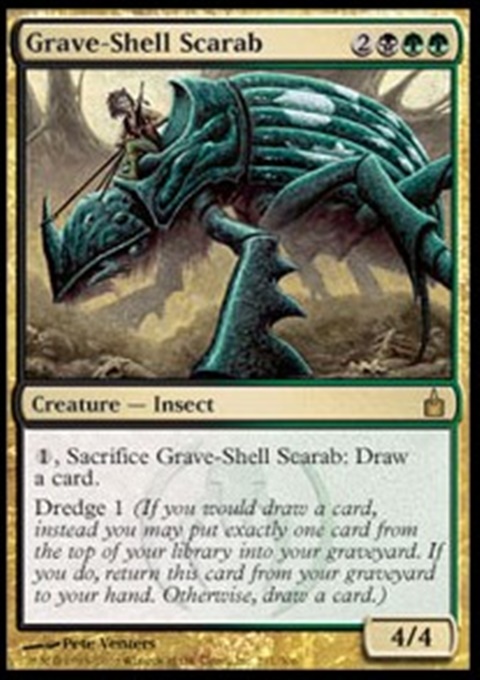 Grave-Shell Scarab 2
Creature — Insect
1, Sacrifice Grave-Shell Scarab: Draw
a card.
Dredge 1 (If you would draw a card,
instead you may put exactly one card from
the top of your library into your graveyard. If
you do, return this card from your graveyard
to your hand. Otherwise, draw a card.)
Pete Venters
4/4